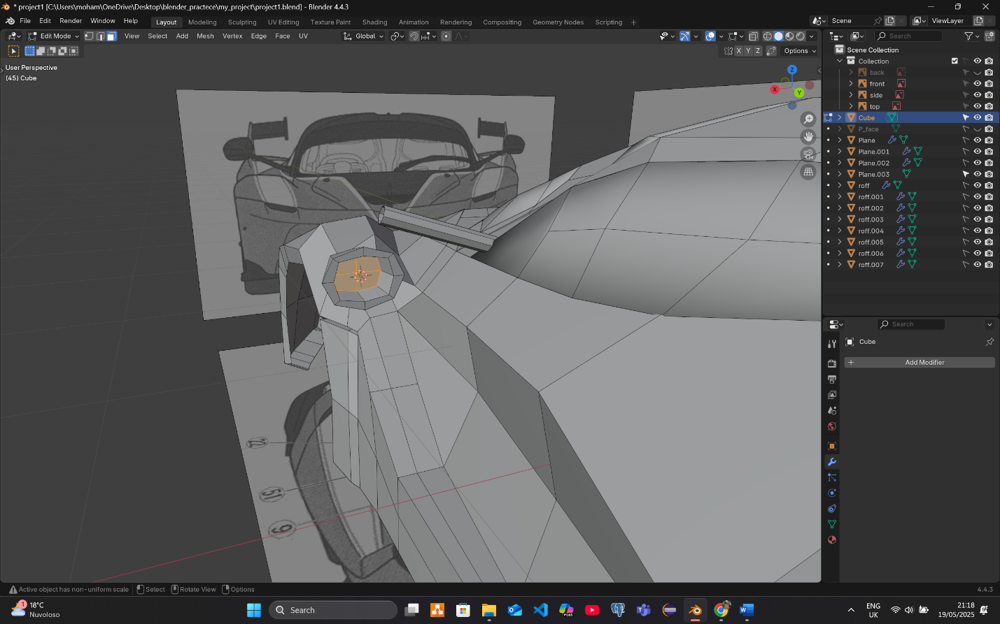 * project1 [C:\Users\moham\OneDrive\Desktop\blender_practece\my_project\project1.blend] - Blender 4.4.3
File Edit Render Window Help
Layout Modeling Sculpting UV Editing Texture Paint Shading Animation Rendering Compositing Geometry Nodes Scripting +
Scene
ViewLayer
Edit Mode View Select Add Mesh Vertex Edge Face UV
Global
Search
X Y Z
Options
User Perspective
(45) Cube
Z
X
Y
Scene Collection
Collection
back
front
side
top
Cube
P_face
Plane
Plane.001
Plane.002
Plane.003
roff
roff.001
roff.002
roff.003
roff.004
roff.005
roff.006
roff.007
Search
Cube
+ Add Modifier
22
51
9
Active object has non-uniform scale Select Rotate View Options
4.4.3
1
18°C
Nuvoloso
Search
M365
ENG
UK
21:18
19/05/2025